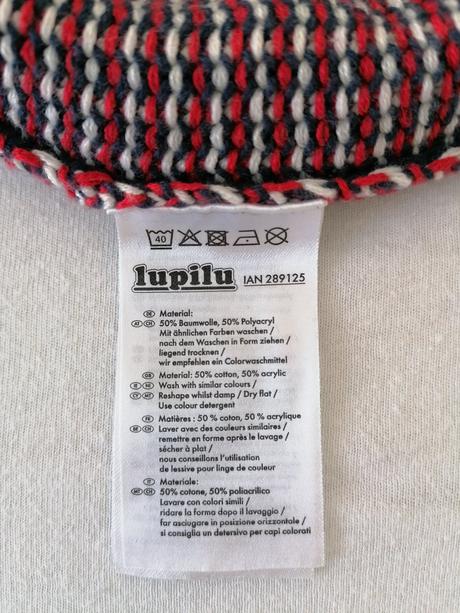 40
lupilu IAN 289125
DE Material:
AT CH 50% Baumwolle, 50% Polyacryl
Mit ähnlichen Farben waschen /
nach dem Waschen in Form ziehen /
liegend trocknen /
wir empfehlen ein Colorwaschmittel
GB Material: 50% cotton, 50% acrylic
IE NI Wash with similar colours /
CY MT Reshape whilst damp / Dry flat /
Use colour detergent
FR Matières : 50 % coton, 50 % acrylique
BE CH Laver avec des couleurs similaires /
remettre en forme après le lavage /
sécher à plat /
nous conseillons l'utilisation
de lessive pour linge de couleur
IT Materiale:
MT CH 50% cotone, 50% poliacrilico
Lavare con colori simili /
ridare la forma dopo il lavaggio /
far asciugare in posizione orizzontale /
si consiglia un detersivo per capi colorati